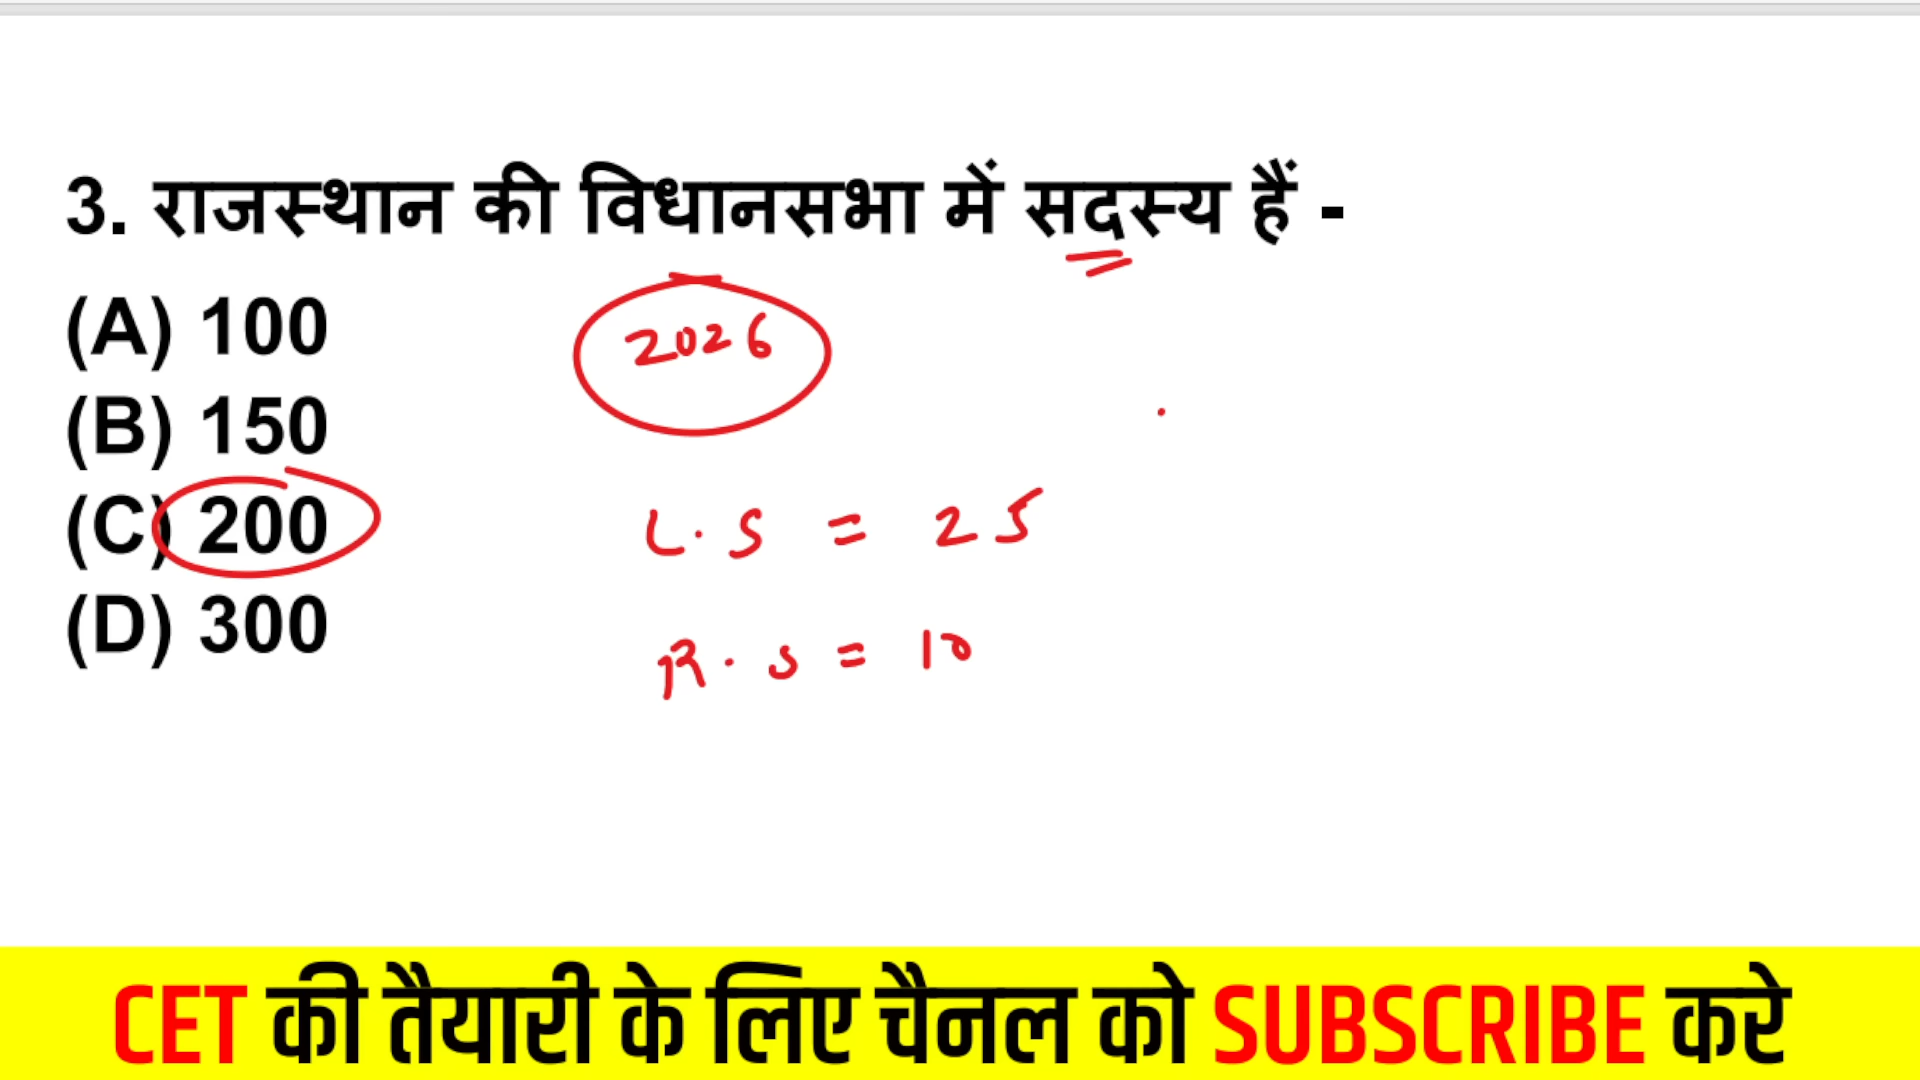 3. राजस्थान की विधानसभा में सदस्य हैं -
(A) 100
(B) 150
(C) 200
(D) 300
2026
L.S = 25
R.S = 10
CET की तैयारी के लिए चैनल को SUBSCRIBE करे